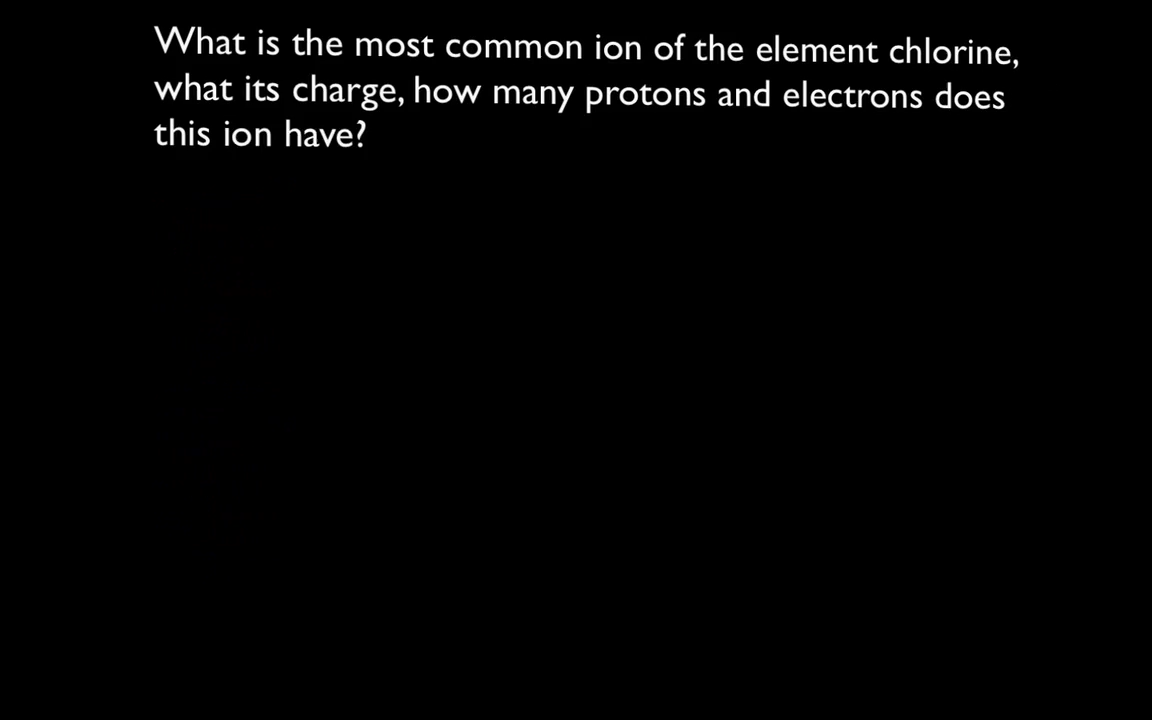 What is the most common ion of the element chlorine,
what its charge, how many protons and electrons does
this ion have?